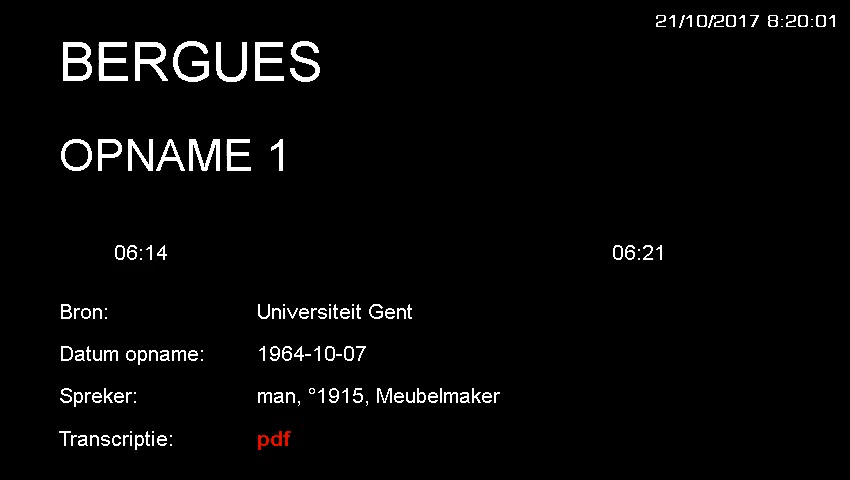 21/10/2017 8:20:01
BERGUES
OPNAME 1
06:14 06:21
Bron: Universiteit Gent
Datum opname: 1964-10-07
Spreker: man, °1915, Meubelmaker
Transcriptie: pdf